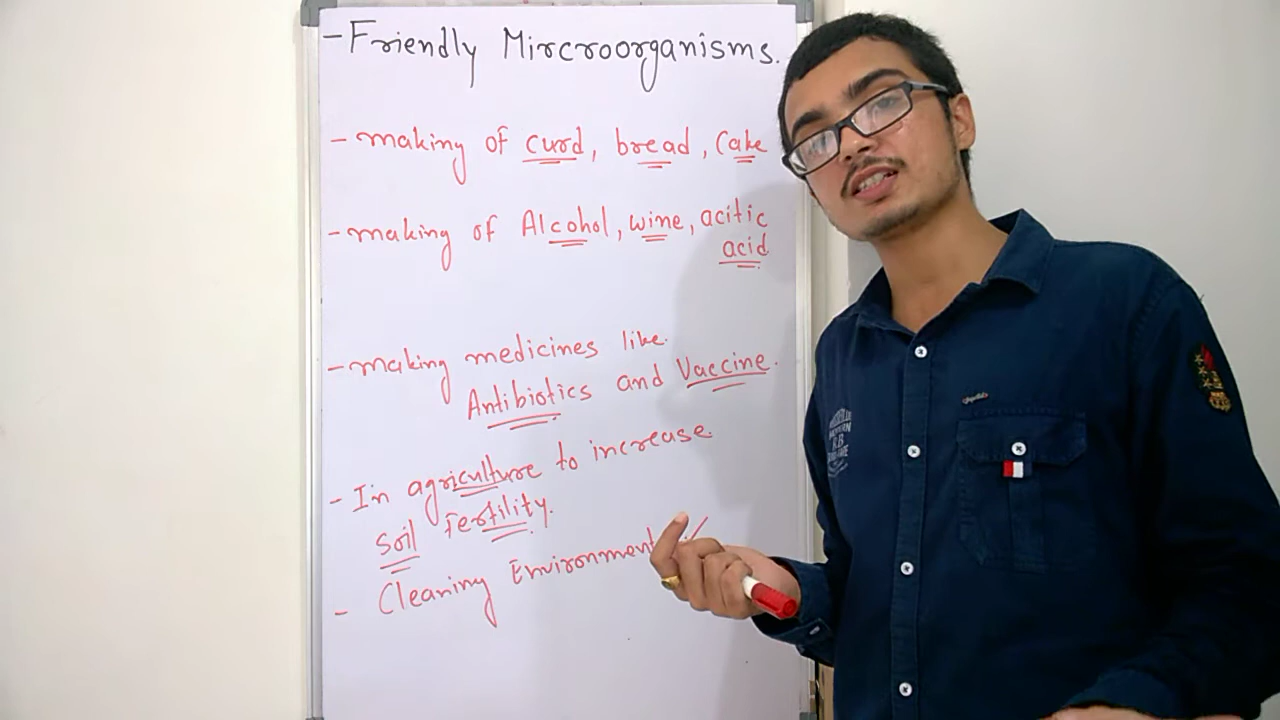 - Friendly Mircroorganisms.
- making of curd, bread, Cake
- making of Alcohol, wine, acitic
acid
- making medicines like.
Antibiotics and Vaccine.
- In agriculture to increase.
soil fertility.
- Cleaning Environment